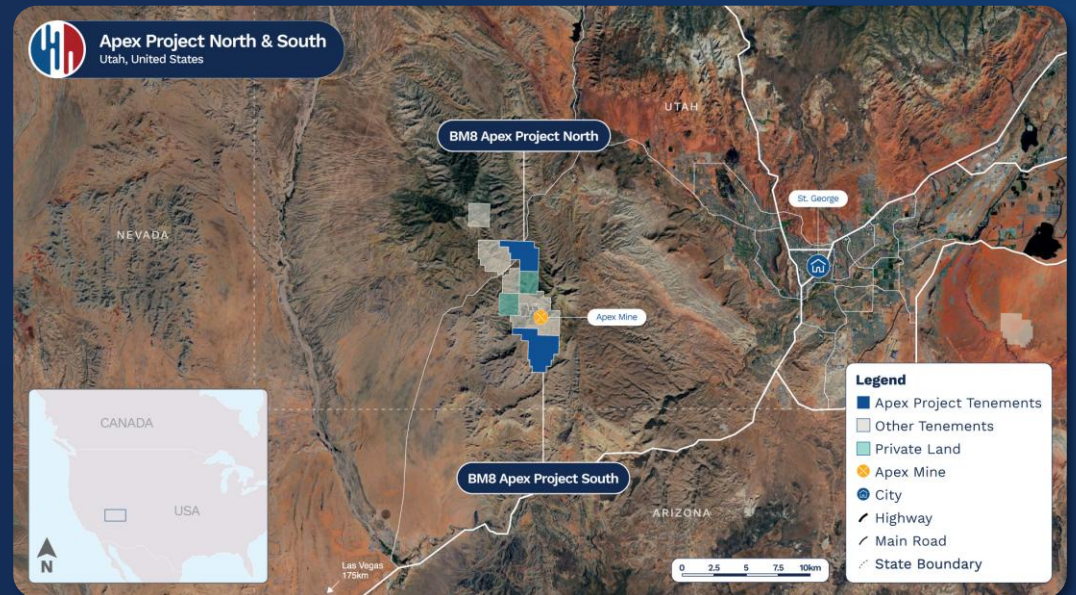 Apex Project North & South
Utah, United States
UTAH
BM8 Apex Project North
St. George
NEVADA
Apex Mine
Legend
Apex Project Tenements
Other Tenements
Private Land
Apex Mine
City
Highway
Main Road
State Boundary
CANADA
USA
N
BM8 Apex Project South
ARIZONA
Las Vegas
175km
0 2.5 5 7.5 10km